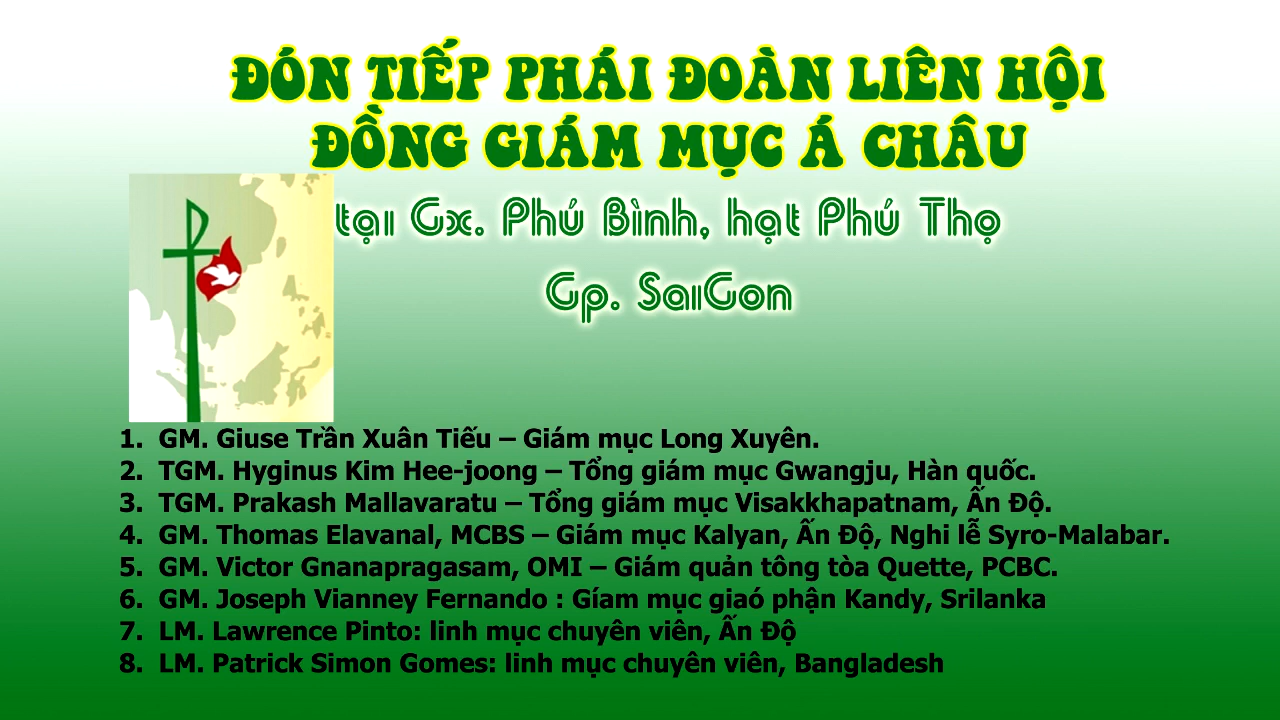 ĐÓN TIẾP PHÁI ĐOÀN LIÊN HỘI
ĐỒNG GIÁM MỤC Á CHÂU
tại Gx. Phú Bình, hạt Phú Thọ
Gp. SaiGon
1. GM. Giuse Trần Xuân Tiếu – Giám mục Long Xuyên.
2. TGM. Hyginus Kim Hee-joong – Tổng giám mục Gwangju, Hàn quốc.
3. TGM. Prakash Mallavaratu – Tổng giám mục Visakkhapatnam, Ấn Độ.
4. GM. Thomas Elavanal, MCBS – Giám mục Kalyan, Ấn Độ, Nghi lễ Syro-Malabar.
5. GM. Victor Gnanapragasam, OMI – Giám quản tông tòa Quette, PCBC.
6. GM. Joseph Vianney Fernando : Gíam mục giaó phận Kandy, Srilanka
7. LM. Lawrence Pinto: linh mục chuyên viên, Ấn Độ
8. LM. Patrick Simon Gomes: linh mục chuyên viên, Bangladesh